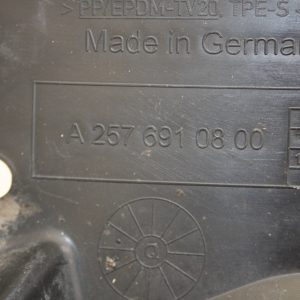 >PP/EPDM-TV20, TPE-S
Made in German
A 257 691 08 00
Q